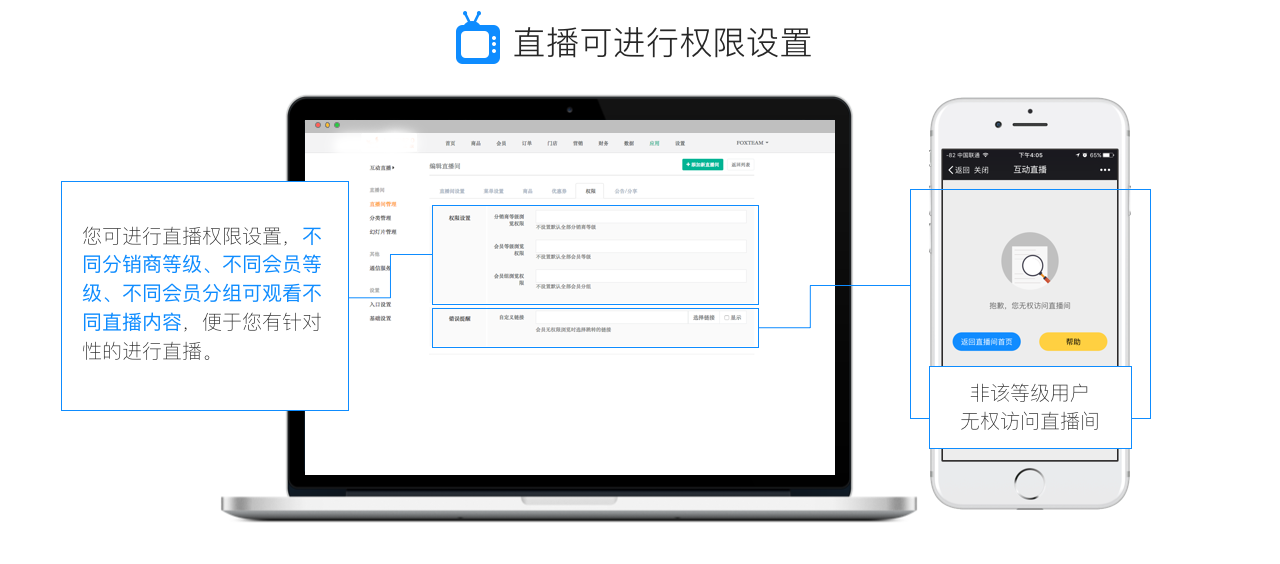 直播可进行权限设置
首页 商品 会员 订单 门店 营销 财务 数据 应用 设置 FOXTEAM
互动直播
直播间
直播间管理
分类管理
幻灯片管理
其他
通信服务
设置
入口设置
基础设置
编辑直播间
+添加新直播间 返回列表
直播间设置 菜单设置 商品 优惠券 权限 公告/分享
权限设置
分销商等级浏
览权限
不设置默认全部分销商等级
会员等级浏览
权限
不设置默认全部会员等级
会员组浏览权
限
不设置默认全部会员分组
错误提醒
自定义链接
选择链接 显示
会员无权限浏览时选择跳转的链接
您可进行直播权限设置，不
同分销商等级、不同会员等
级、不同会员分组可观看不
同直播内容，便于您有针对
性的进行直播。
-82 中国联通 下午4:05 65%
返回 关闭 互动直播
抱歉，您无权访问直播间
返回直播间首页 帮助
非该等级用户
无权访问直播间